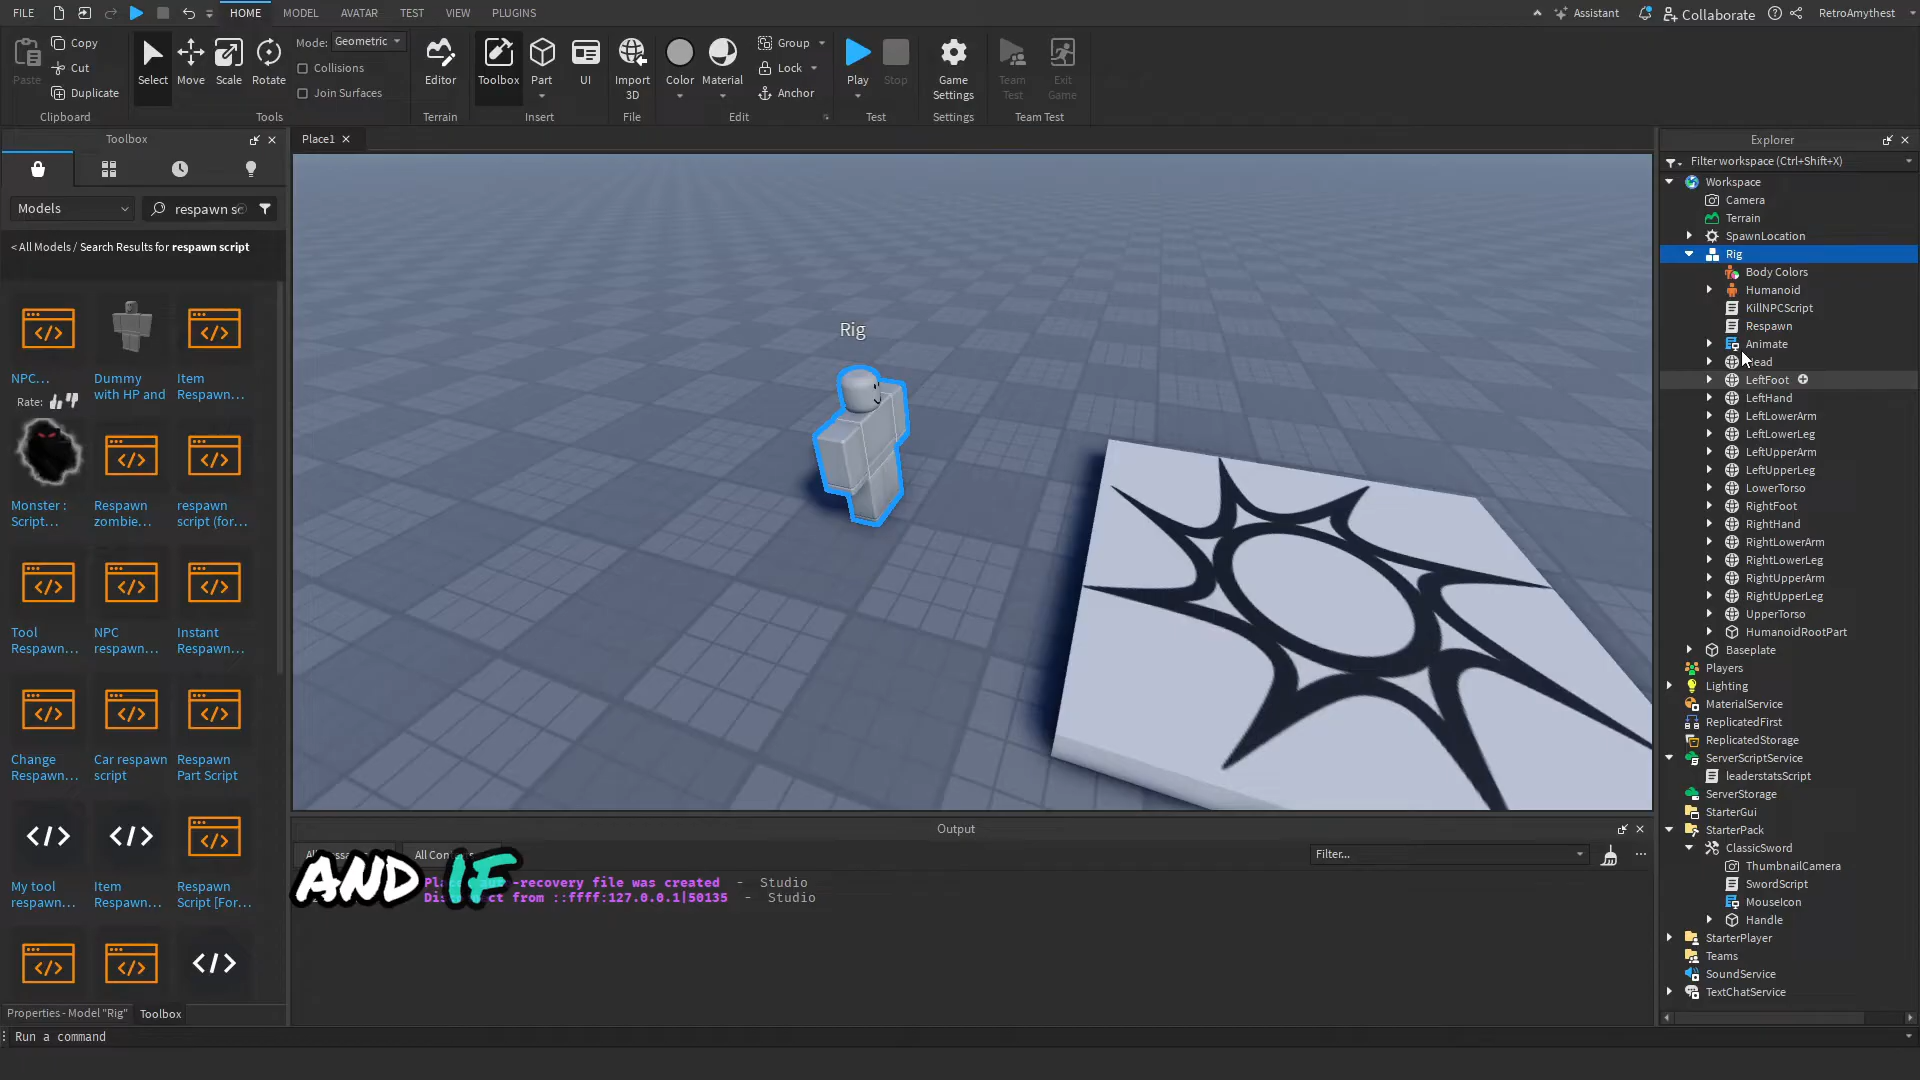 FILE
HOME
MODEL
AVATAR
TEST
VIEW
PLUGINS
Assistant
Collaborate
RetroAmythest
Paste
Copy
Cut
Duplicate
Clipboard
Select
Move
Scale
Rotate
Mode:
Geometric
Collisions
Join Surfaces
Tools
Editor
Terrain
Toolbox
Part
UI
Insert
Import
3D
File
Color
Material
Group
Lock
Anchor
Edit
Play
Stop
Test
Game
Settings
Settings
Team
Test
Exit
Game
Team Test
Toolbox
Models
respawn sc
< All Models / Search Results for respawn script
NPC...
Rate:
Dummy
with HP and
Item
Respawn...
Monster :
Script...
Respawn
zombie...
respawn
script (for...
Tool
Respawn...
NPC
respawn...
Instant
Respawn...
Change
Respawn...
Car respawn
script
Respawn
Part Script
My tool
respawn...
Item
Respawn...
Respawn
Script [For...
Properties - Model "Rig"
Toolbox
Run a command
Place1
Rig
Output
Filter...
AND IF
-recovery file was created - Studio
from ::ffff:127.0.0.1|50135 - Studio
Explorer
Filter workspace (Ctrl+Shift+X)
Workspace
Camera
Terrain
SpawnLocation
Rig
Body Colors
Humanoid
KillNPCScript
Respawn
Animate
Head
LeftFoot
LeftHand
LeftLowerArm
LeftLowerLeg
LeftUpperArm
LeftUpperLeg
LowerTorso
RightFoot
RightHand
RightLowerArm
RightLowerLeg
RightUpperArm
RightUpperLeg
UpperTorso
HumanoidRootPart
Baseplate
Players
Lighting
MaterialService
ReplicatedFirst
ReplicatedStorage
ServerScriptService
leaderstatsScript
ServerStorage
StarterGui
StarterPack
ClassicSword
ThumbnailCamera
SwordScript
MouseIcon
Handle
StarterPlayer
Teams
SoundService
TextChatService